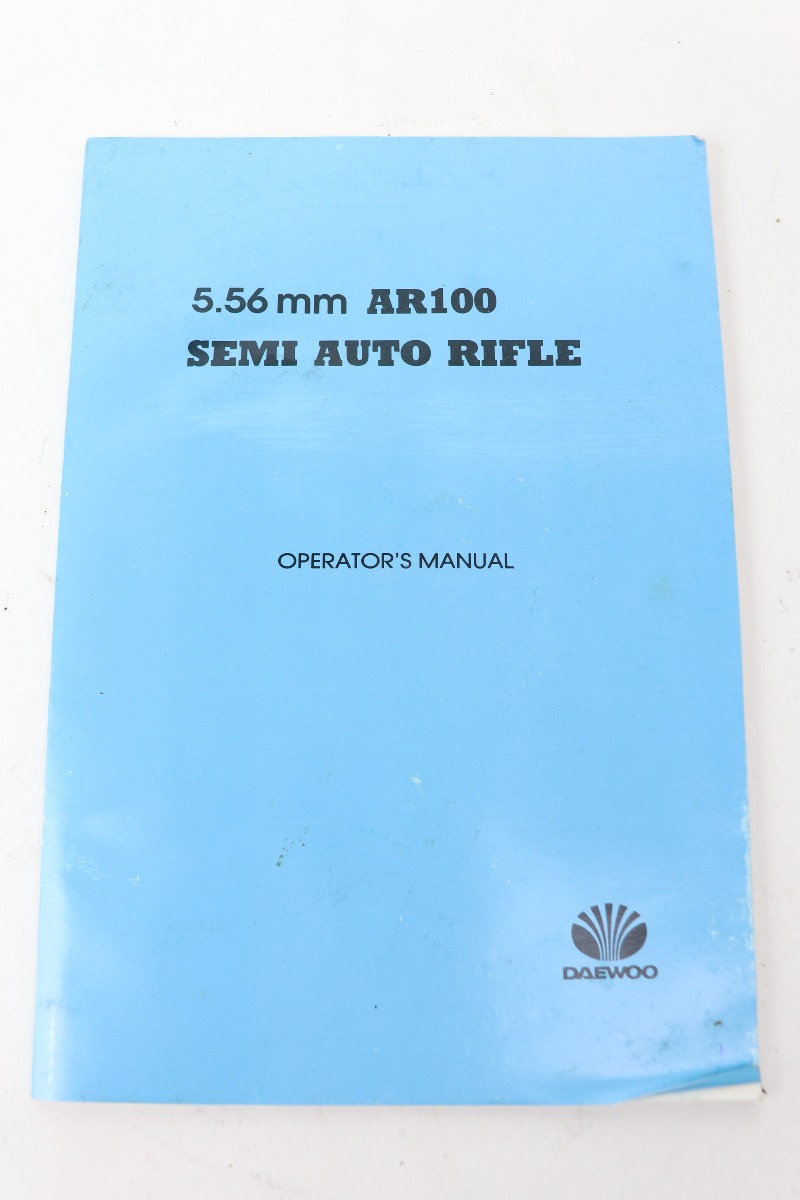 5.56 mm AR100
SEMI AUTO RIFLE
OPERATOR'S MANUAL
DAEWOO